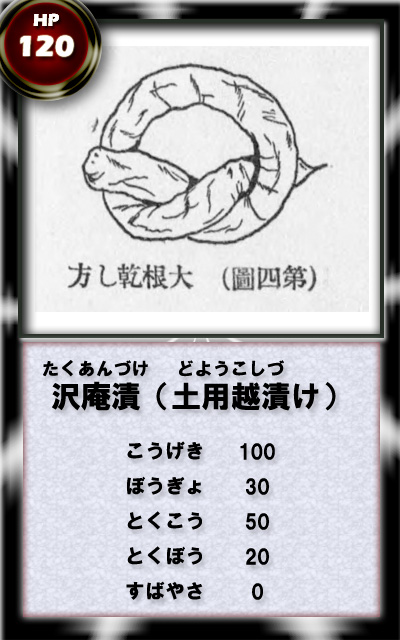 HP
120
方し乾根大 (圖四第)
たくあんづけ どようこしづ
沢庵漬（土用越漬け）
こうげき 100
ぼうぎょ 30
とくこう 50
とくぼう 20
すばやさ 0